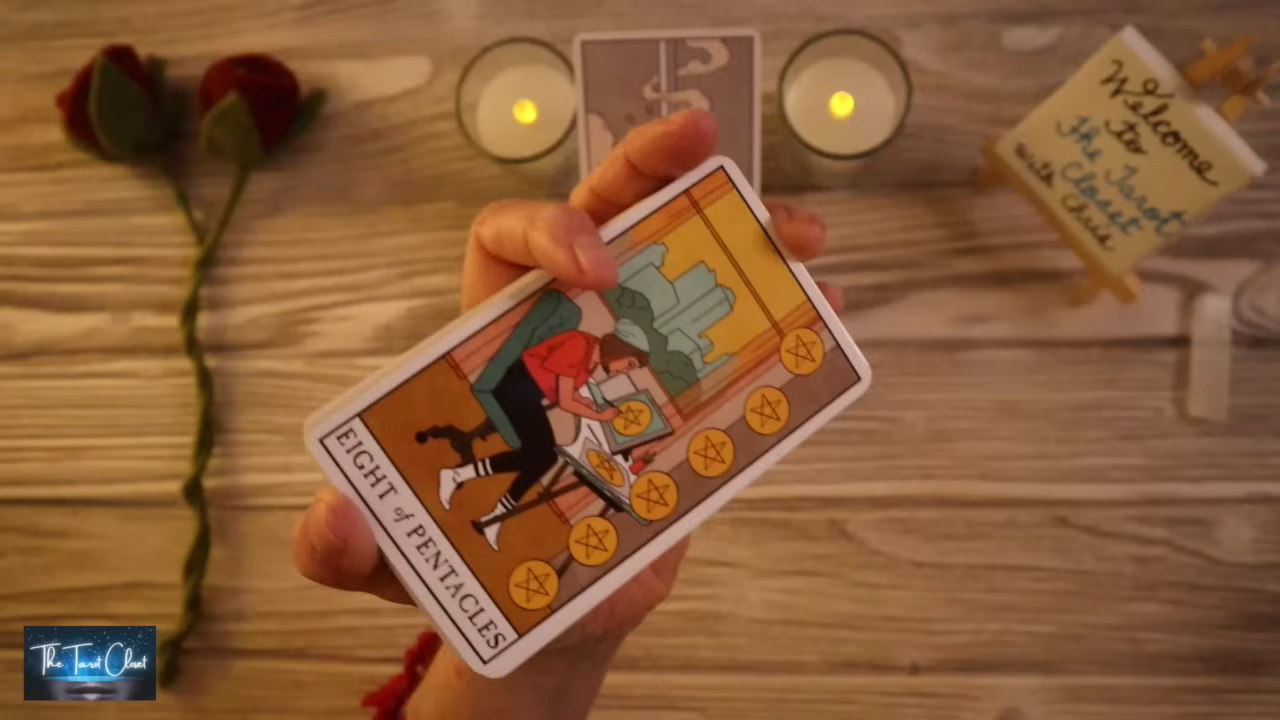 Welcome
To
The Tarot
Closet
with Chris
EIGHT of PENTACLES
The Tarot Closet